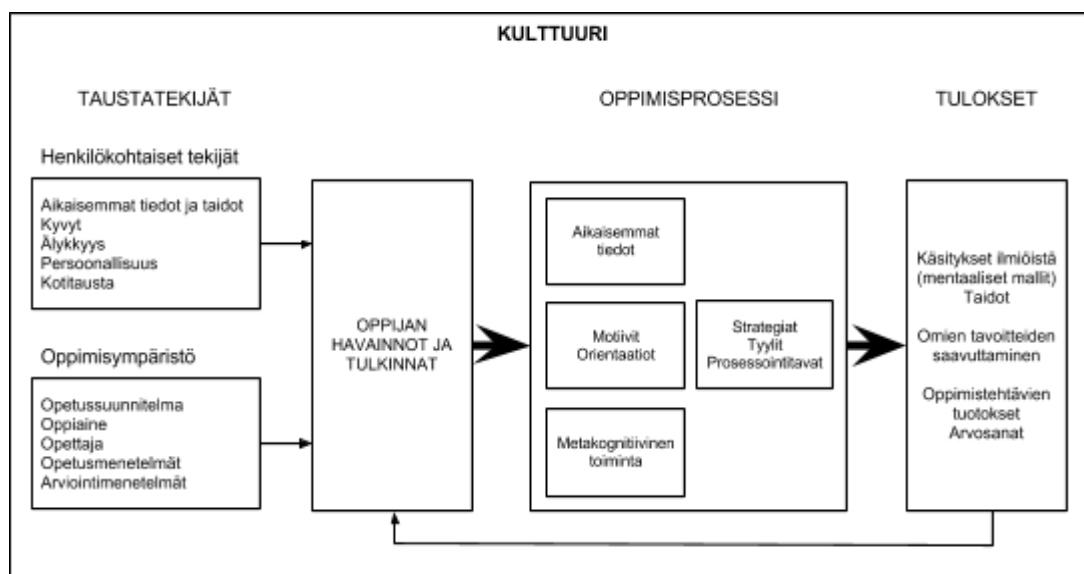 KULTTUURI
TAUSTATEKIJÄT
OPPIMISPROSESSI
TULOKSET
Henkilökohtaiset tekijät
Aikaisemmat tiedot ja taidot
Kyvyt
Älykkyys
Persoonallisuus
Kotitausta
Oppimisympäristö
Opetussuunnitelma
Oppiaine
Opettaja
Opetusmenetelmät
Arviointimenetelmät
OPPIJAN
HAVAINNOT JA
TULKINNAT
Aikaisemmat
tiedot
Motiivit
Orientaatiot
Metakognitiivinen
toiminta
Strategiat
Tyylit
Prosessointitavat
Käsitykset ilmiöistä
(mentaaliset mallit)
Taidot
Omien tavoitteiden
saavuttaminen
Oppimistehtävien
tuotokset
Arvosanat